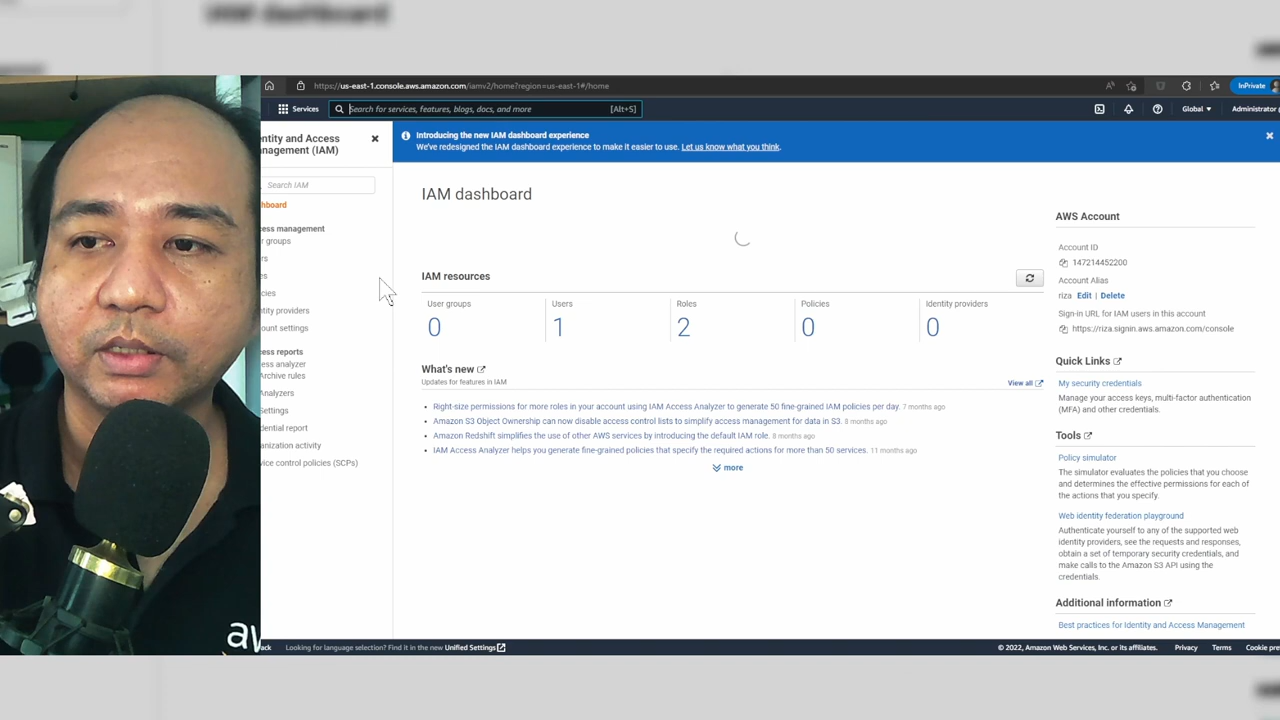 IAM dashboard
https://us-east-1.console.aws.amazon.com/iamv2/home?region=us-east-1#/home
InPrivate
Services
Search for services, features, blogs, docs, and more
[Alt+S]
Global
Administrator
entity and Access
anagement (IAM)
Search IAM
hboard
cess management
r groups
rs
es
cies
ntity providers
ount settings
cess reports
ess analyzer
Archive rules
Analyzers
Settings
dential report
anization activity
vice control policies (SCPs)
Introducing the new IAM dashboard experience
We've redesigned the IAM dashboard experience to make it easier to use. Let us know what you think.
IAM dashboard
IAM resources
User groups
0
Users
1
Roles
2
Policies
0
Identity providers
0
What's new
Updates for features in IAM
View all
Right-size permissions for more roles in your account using IAM Access Analyzer to generate 50 fine-grained IAM policies per day. 7 months ago
Amazon S3 Object Ownership can now disable access control lists to simplify access management for data in S3. 8 months ago
Amazon Redshift simplifies the use of other AWS services by introducing the default IAM role. 8 months ago
IAM Access Analyzer helps you generate fine-grained policies that specify the required actions for more than 50 services. 11 months ago
more
AWS Account
Account ID
147214452200
Account Alias
riza Edit | Delete
Sign-in URL for IAM users in this account
https://riza.signin.aws.amazon.com/console
Quick Links
My security credentials
Manage your access keys, multi-factor authentication
(MFA) and other credentials.
Tools
Policy simulator
The simulator evaluates the policies that you choose
and determines the effective permissions for each of
the actions that you specify.
Web identity federation playground
Authenticate yourself to any of the supported web
identity providers, see the requests and responses,
obtain a set of temporary security credentials, and
make calls to the Amazon S3 API using the
credentials.
Additional information
Best practices for Identity and Access Management
aw
ack
Looking for language selection? Find it in the new Unified Settings
© 2022, Amazon Web Services, Inc. or its affiliates.
Privacy
Terms
Cookie pre